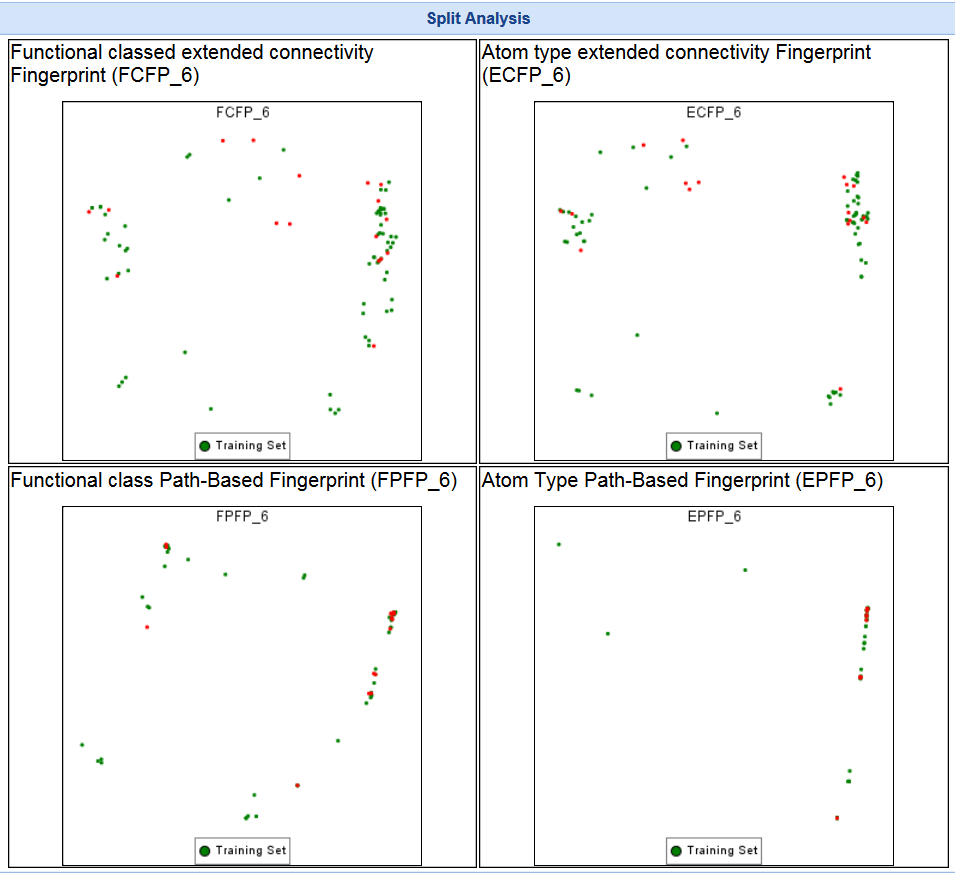 Split Analysis
Functional classed extended connectivity
Fingerprint (FCFP_6)
FCFP_6
Training Set
Atom type extended connectivity Fingerprint
(ECFP_6)
ECFP_6
Training Set
Functional class Path-Based Fingerprint (FPFP_6)
FPFP_6
Training Set
Atom Type Path-Based Fingerprint (EPFP_6)
EPFP_6
Training Set